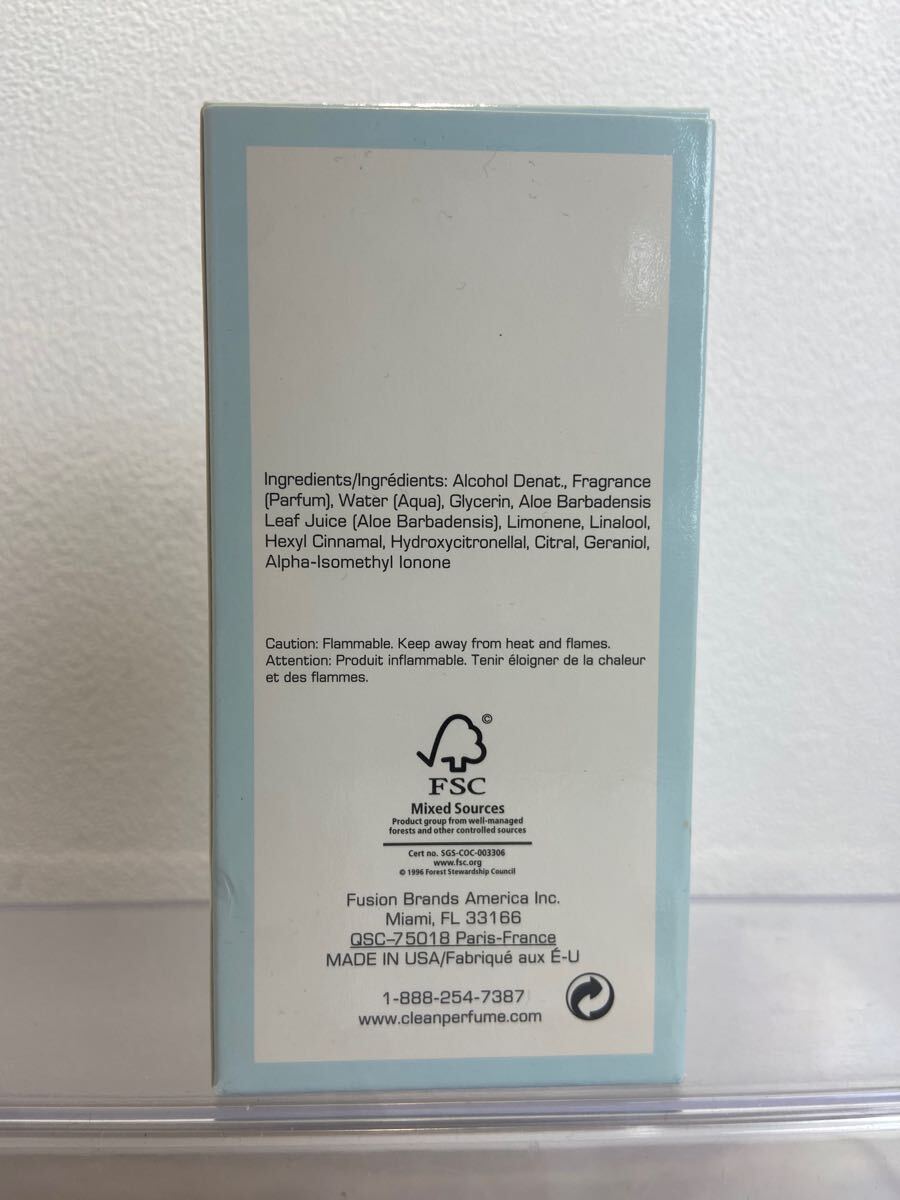 Ingredients/Ingrédients: Alcohol Denat., Fragrance
(Parfum), Water (Aqua), Glycerin, Aloe Barbadensis
Leaf Juice (Aloe Barbadensis), Limonene, Linalool,
Hexyl Cinnamal, Hydroxycitronellal, Citral, Geraniol,
Alpha-Isomethyl Ionone
Caution: Flammable. Keep away from heat and flames.
Attention: Produit inflammable. Tenir éloigner de la chaleur
et des flammes.
©
FSC
Mixed Sources
Product group from well-managed
forests and other controlled sources
Cert no. SGS-COC-003306
www.fsc.org
© 1996 Forest Stewardship Council
Fusion Brands America Inc.
Miami, FL 33166
QSC-75018 Paris-France
MADE IN USA/Fabriqué aux É-U
1-888-254-7387
www.cleanperfume.com